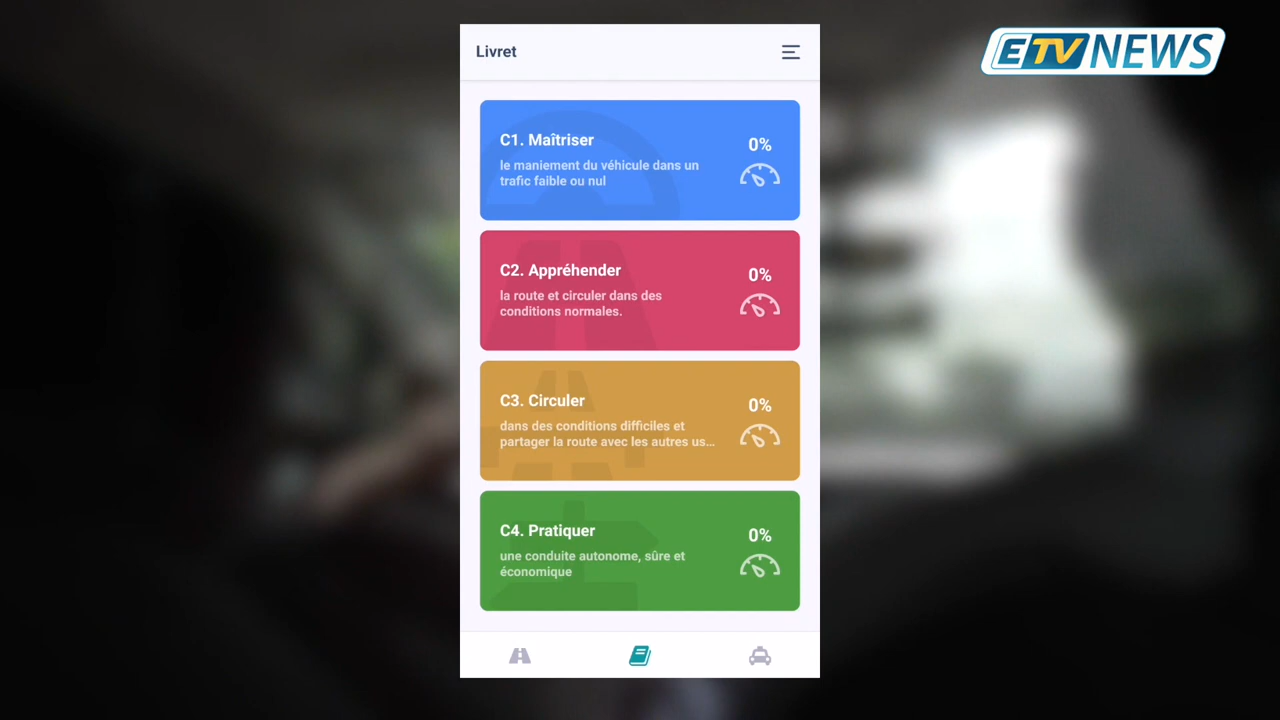 ETV NEWS
Livret
C1. Maîtriser
le maniement du véhicule dans un
trafic faible ou nul
0%
C2. Appréhender
la route et circuler dans des
conditions normales.
0%
C3. Circuler
dans des conditions difficiles et
partager la route avec les autres us...
0%
C4. Pratiquer
une conduite autonome, sûre et
économique
0%